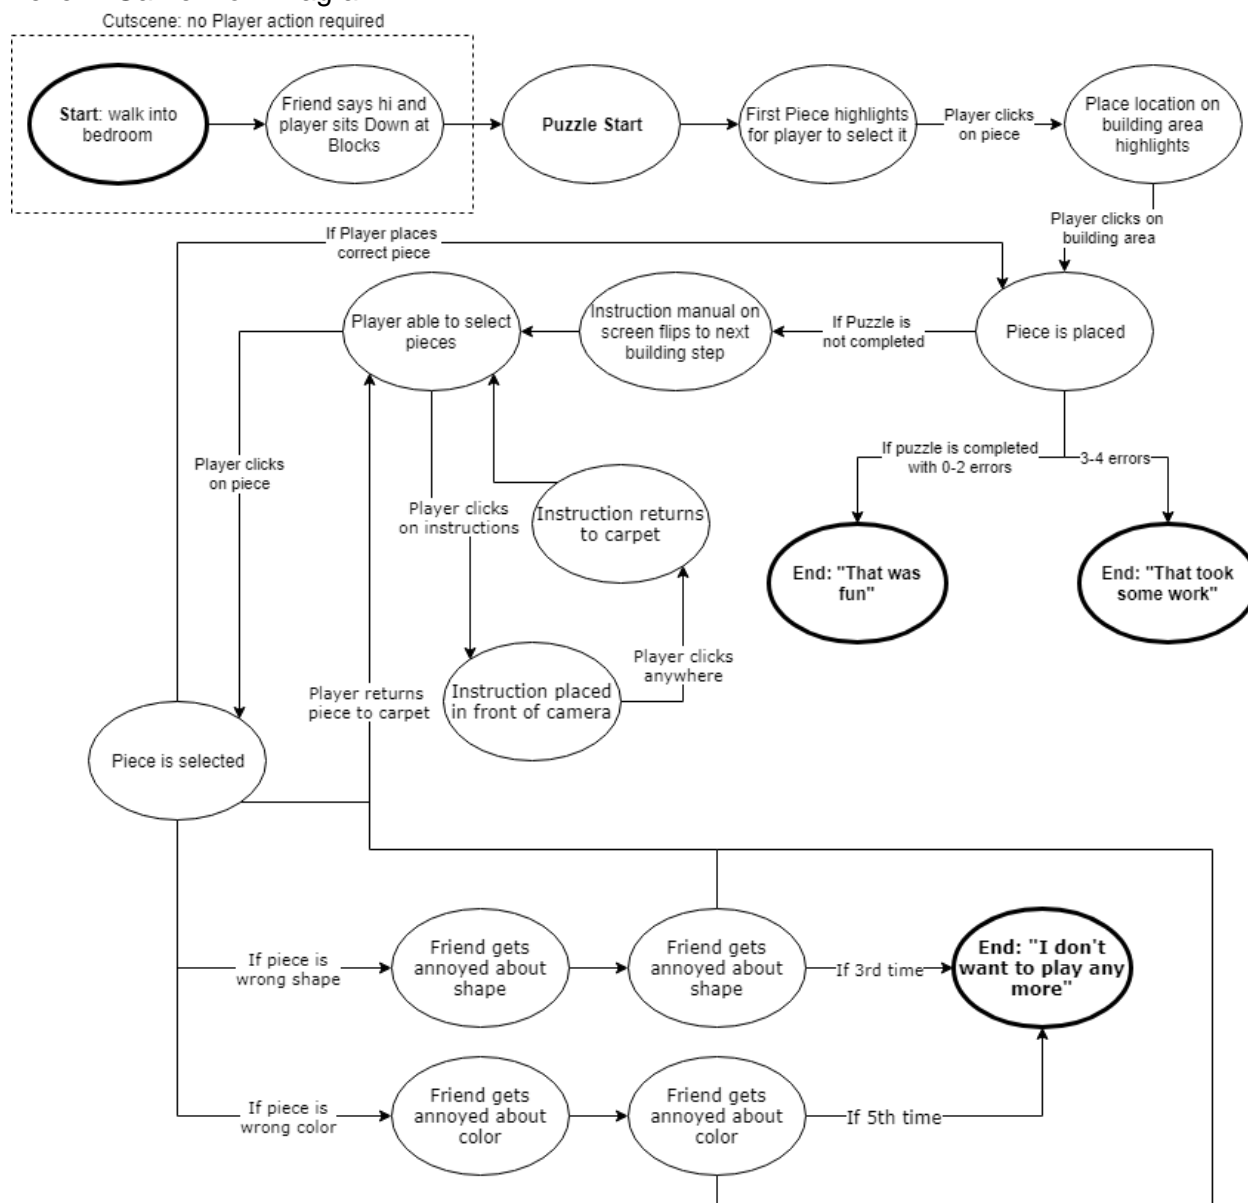 Cutscene: no Player action required
Start: walk into
bedroom
Friend says hi and
player sits Down at
Blocks
Puzzle Start
First Piece highlights
for player to select it
Player clicks
on piece
Place location on
building area
highlights
Player clicks on
building area
If Player places
correct piece
Player able to select
pieces
Instruction manual on
screen flips to next
building step
If Puzzle is
not completed
Piece is placed
Player clicks
on piece
If puzzle is completed
with 0-2 errors
3-4 errors
Player clicks
on instructions
Instruction returns
to carpet
End: "That was
fun"
End: "That took
some work"
Player clicks
anywhere
Player returns
piece to carpet
Instruction placed
in front of camera
Piece is selected
If piece is
wrong shape
Friend gets
annoyed about
shape
Friend gets
annoyed about
shape
If 3rd time
End: "I don't
want to play any
more"
If piece is
wrong color
Friend gets
annoyed about
color
Friend gets
annoyed about
color
If 5th time